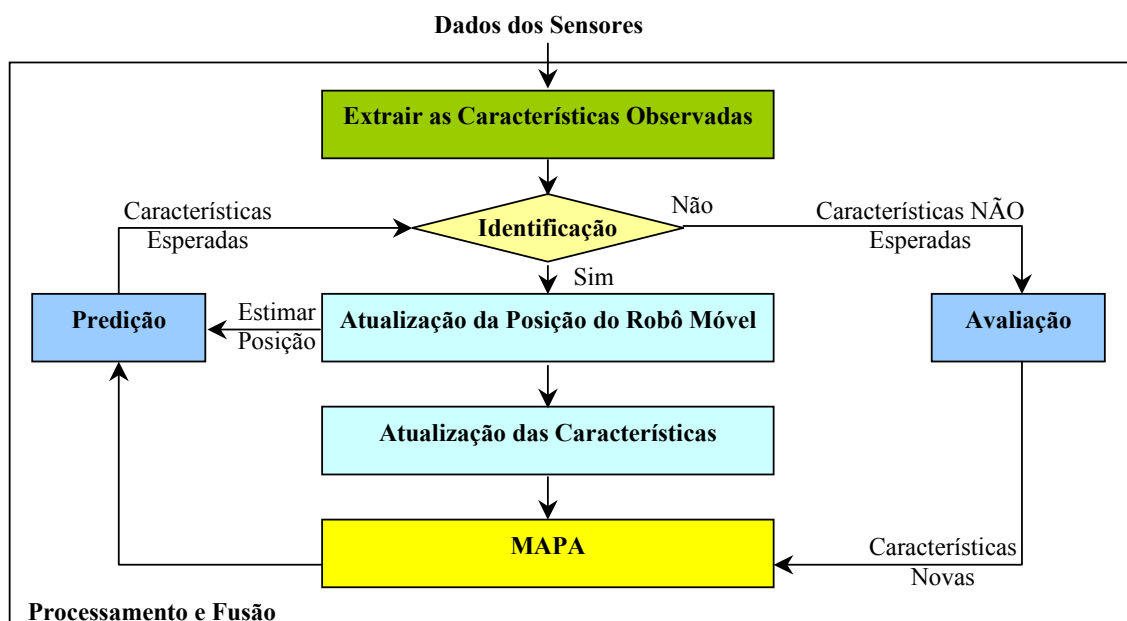 Dados dos Sensores
Extrair as Características Observadas
Características
Esperadas
Identificação
Não
Características NÃO
Esperadas
Sim
Predição
Estimar
Posição
Atualização da Posição do Robô Móvel
Avaliação
Atualização das Características
MAPA
Características
Novas
Processamento e Fusão